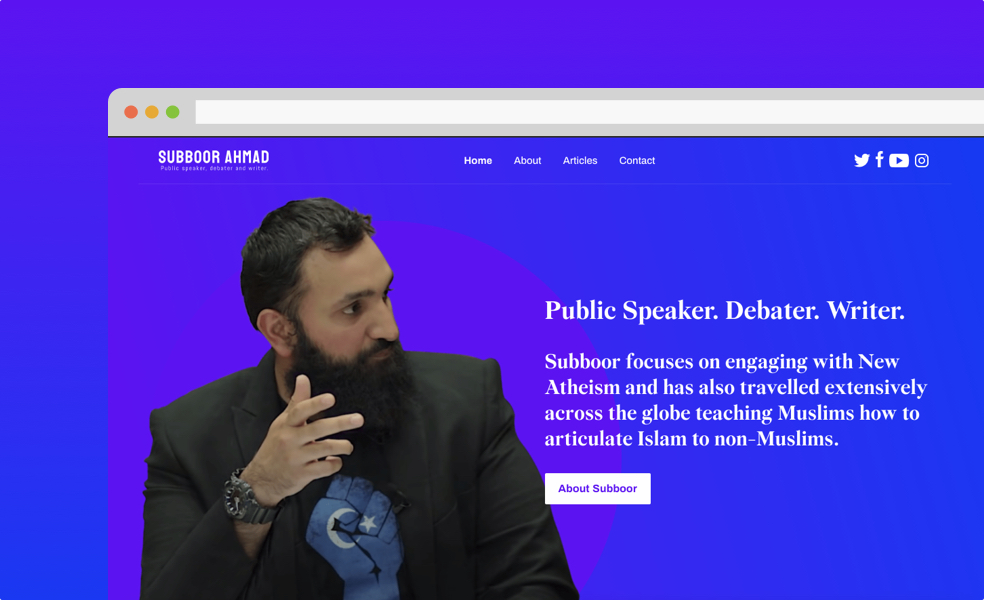 SUBBOOR AHMAD
Public speaker, debater and writer.
Home About Articles Contact
Public Speaker. Debater. Writer.
Subboor focuses on engaging with New
Atheism and has also travelled extensively
across the globe teaching Muslims how to
articulate Islam to non-Muslims.
About Subboor